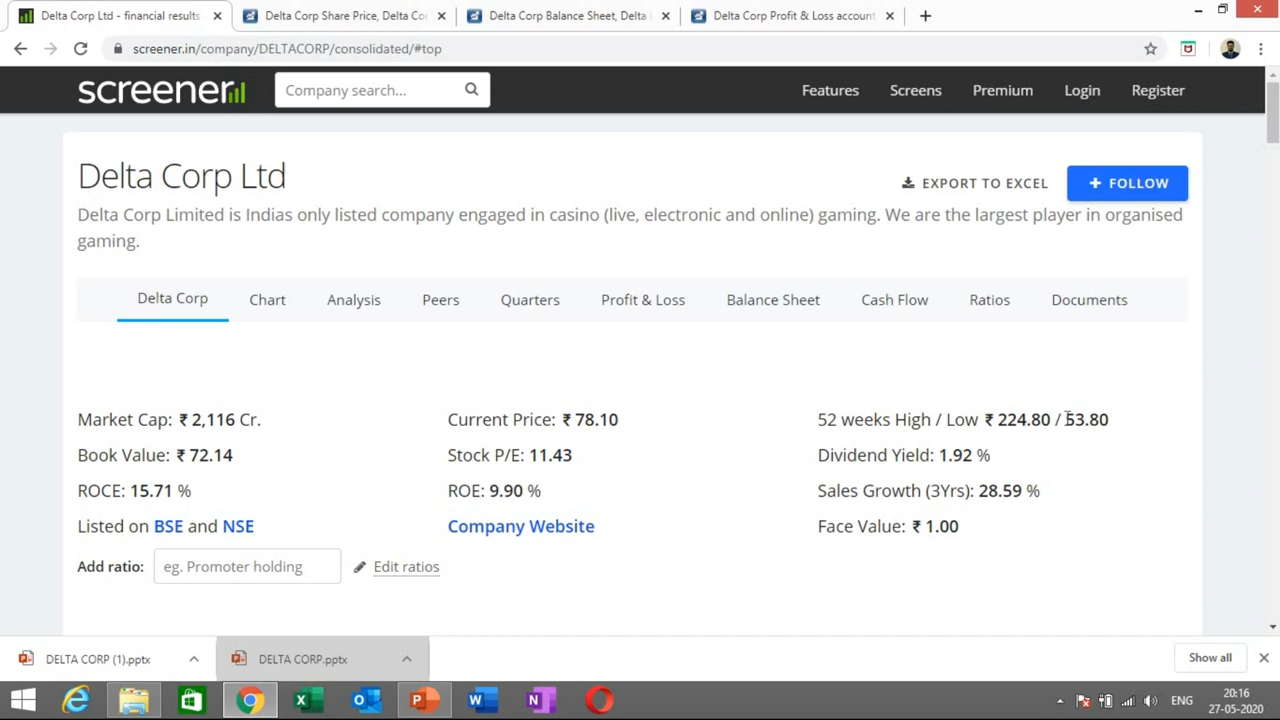 Delta Corp Ltd - financial results
Delta Corp Share Price, Delta Co
Delta Corp Balance Sheet, Delta
Delta Corp Profit & Loss account
screener.in/company/DELTACORP/consolidated/#top
screener
Company search...
Features
Screens
Premium
Login
Register
Delta Corp Ltd
EXPORT TO EXCEL
+ FOLLOW
Delta Corp Limited is Indias only listed company engaged in casino (live, electronic and online) gaming. We are the largest player in organised
gaming.
Delta Corp
Chart
Analysis
Peers
Quarters
Profit & Loss
Balance Sheet
Cash Flow
Ratios
Documents
Market Cap: ₹ 2,116 Cr.
Current Price: ₹ 78.10
52 weeks High / Low ₹ 224.80 / 53.80
Book Value: ₹ 72.14
Stock P/E: 11.43
Dividend Yield: 1.92 %
ROCE: 15.71 %
ROE: 9.90 %
Sales Growth (3Yrs): 28.59 %
Listed on BSE and NSE
Company Website
Face Value: ₹ 1.00
Add ratio:
eg. Promoter holding
Edit ratios
DELTA CORP (1).pptx
DELTA CORP.pptx
Show all
ENG
20:16
27-05-2020